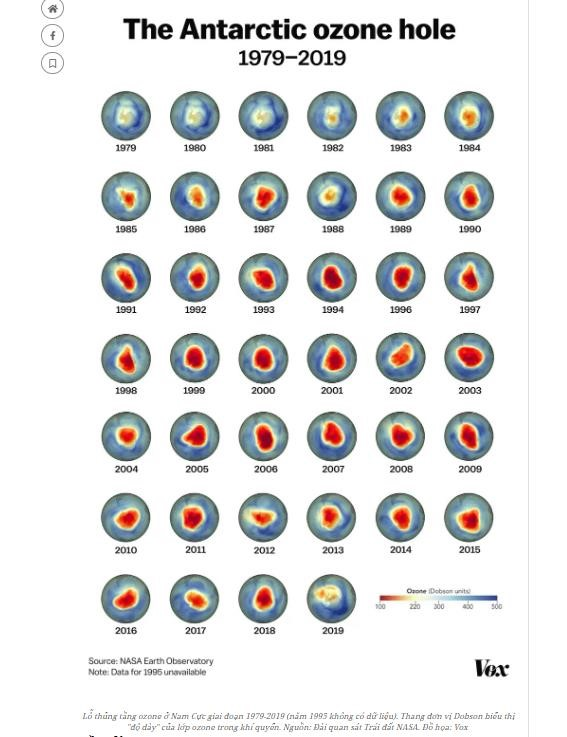 The Antarctic ozone hole
1979–2019
1979 1980 1981 1982 1983 1984
1985 1986 1987 1988 1989 1990
1991 1992 1993 1994 1996 1997
1998 1999 2000 2001 2002 2003
2004 2005 2006 2007 2008 2009
2010 2011 2012 2013 2014 2015
Ozone (Dobson units)
100 220 300 400 500
2016 2017 2018 2019
Source: NASA Earth Observatory
Note: Data for 1995 unavailable
Vox
Lỗ thủng tầng ozone ở Nam Cực giai đoạn 1979-2019 (năm 1995 không có dữ liệu). Thang đơn vị Dobson biểu thị
"độ dày" của lớp ozone trong khí quyển. Nguồn: Đài quan sát Trái đất NASA. Đồ họa: Vox